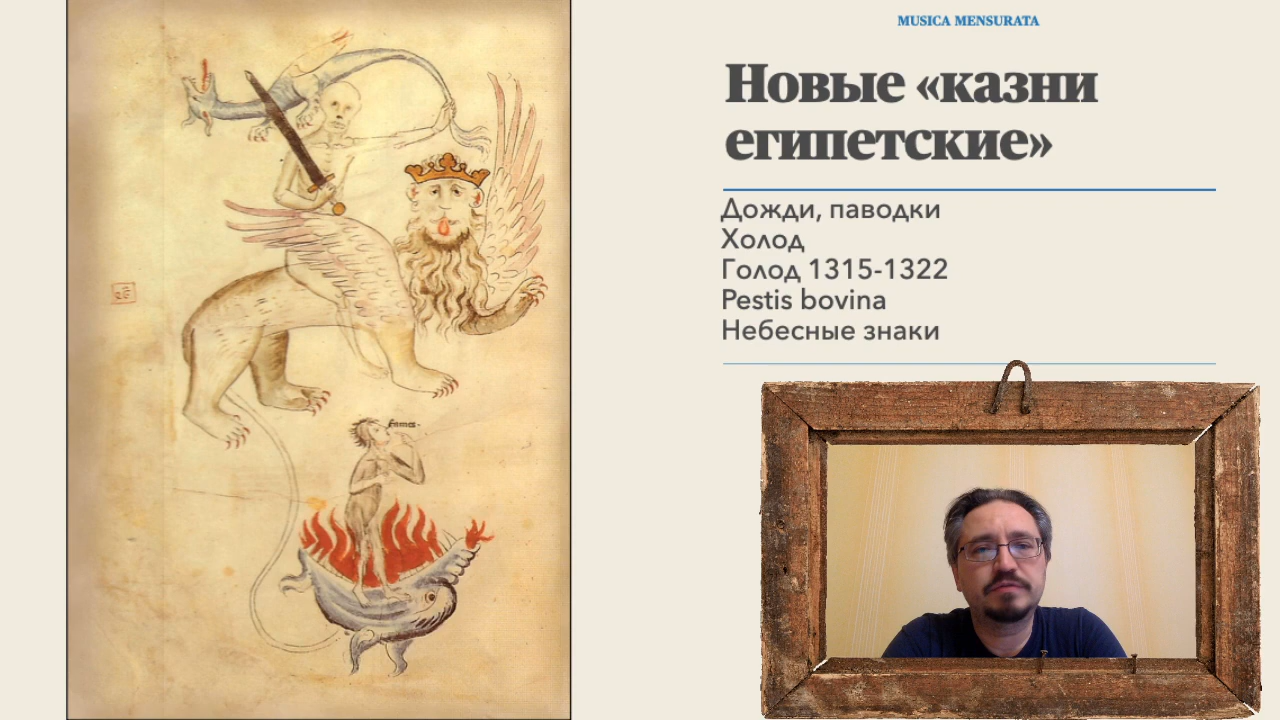 MUSICA MENSURATA
Новые «казни
египетские»
Дожди, паводки
Холод
Голод 1315-1322
Pestis bovina
Небесные знаки